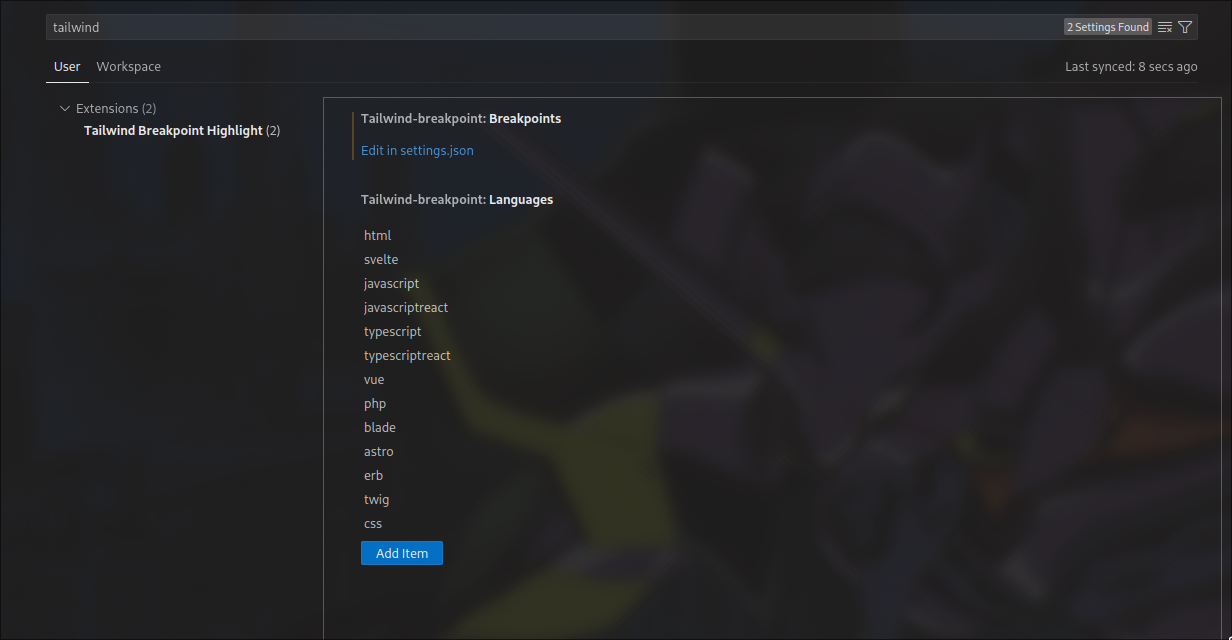 tailwind
2 Settings Found
User Workspace
Last synced: 8 secs ago
Extensions (2)
Tailwind Breakpoint Highlight (2)
Tailwind-breakpoint: Breakpoints
Edit in settings.json
Tailwind-breakpoint: Languages
html
svelte
javascript
javascriptreact
typescript
typescriptreact
vue
php
blade
astro
erb
twig
css
Add Item